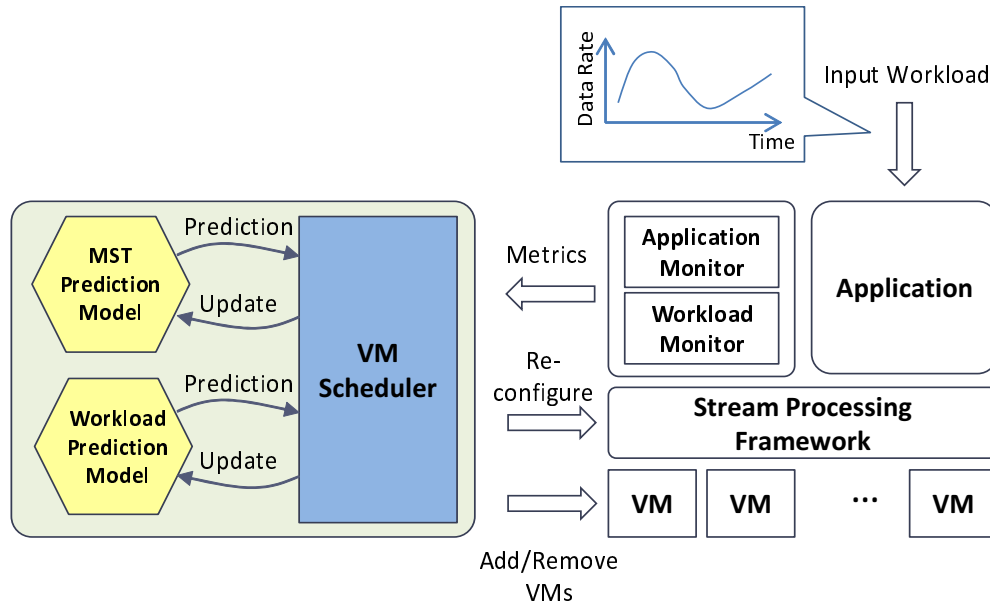 Data Rate
Time
Input Workload
MST
Prediction
Model
Prediction
Update
Workload
Prediction
Model
Prediction
Update
VM
Scheduler
Metrics
Re-
configure
Add/Remove
VMs
Application
Monitor
Workload
Monitor
Application
Stream Processing
Framework
VM
VM
...
VM